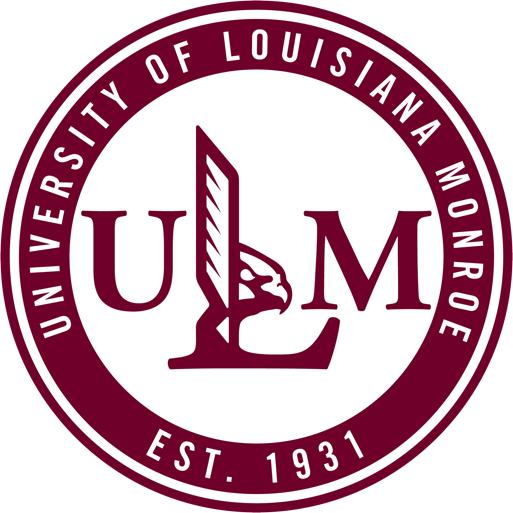 UNIVERSITY OF LOUISIANA MONROE
ULM
EST. 1931